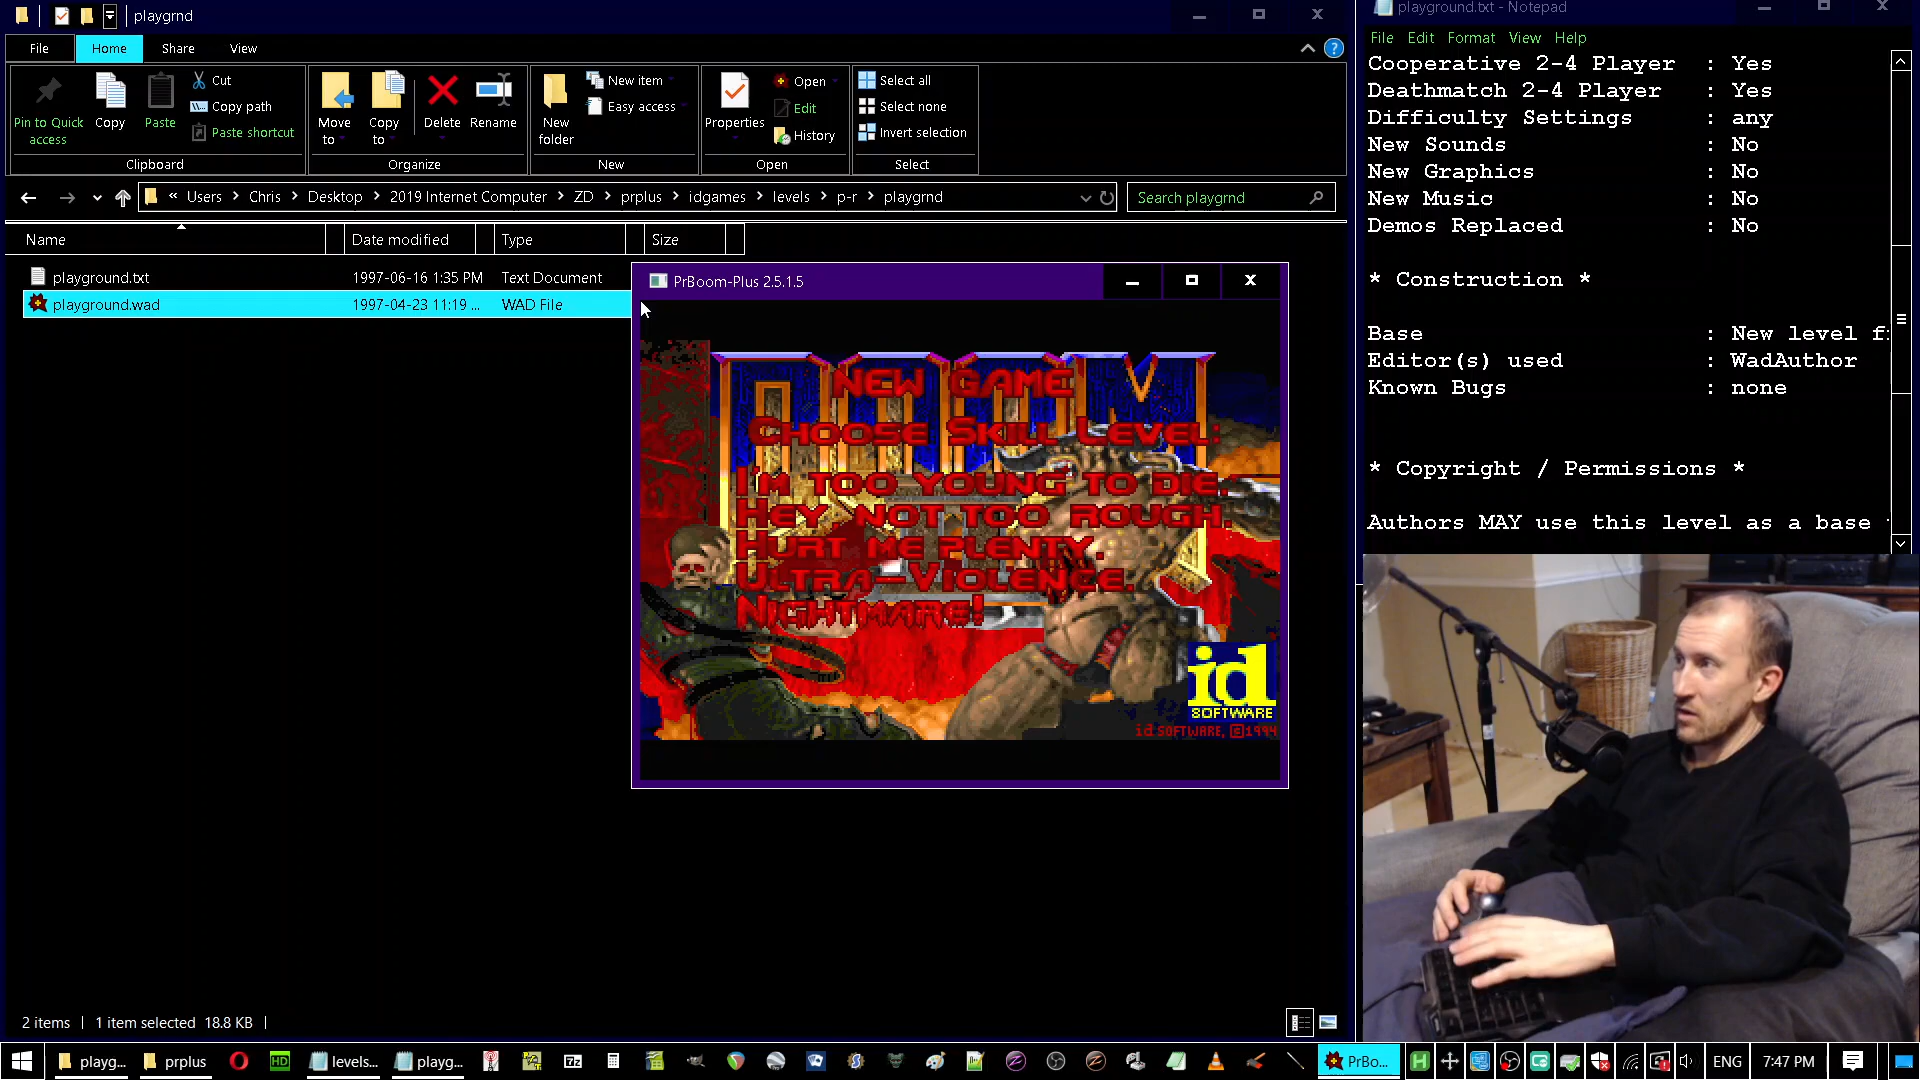 playgrnd
File Home Share View
Pin to Quick access
Copy
Paste
Cut
Copy path
Paste shortcut
Clipboard
Move to
Copy to
Delete
Rename
Organize
New folder
New item
Easy access
New
Properties
Open
Edit
History
Open
Select all
Select none
Invert selection
Select
« Users > Chris > Desktop > 2019 Internet Computer > ZD > prplus > idgames > levels > p-r > playgrnd
Search playgrnd
Name Date modified Type Size
playground.txt 1997-06-16 1:35 PM Text Document
playground.wad 1997-04-23 11:19 ... WAD File
PrBoom-Plus 2.5.1.5
NEW GAME
Choose Skill Level:
I'm too young to die.
Hey not too rough.
Hurt me plenty.
Ultra-Violence.
Nightmare!
id
SOFTWARE
id SOFTWARE, ©1994
2 items | 1 item selected 18.8 KB |
playground.txt - Notepad
File Edit Format View Help
Cooperative 2-4 Player : Yes
Deathmatch 2-4 Player : Yes
Difficulty Settings : any
New Sounds : No
New Graphics : No
New Music : No
Demos Replaced : No
* Construction *
Base : New level f
Editor(s) used : WadAuthor
Known Bugs : none
* Copyright / Permissions *
Authors MAY use this level as a base
playg... prplus HD levels... playg... 7z PrBo... ENG 7:47 PM